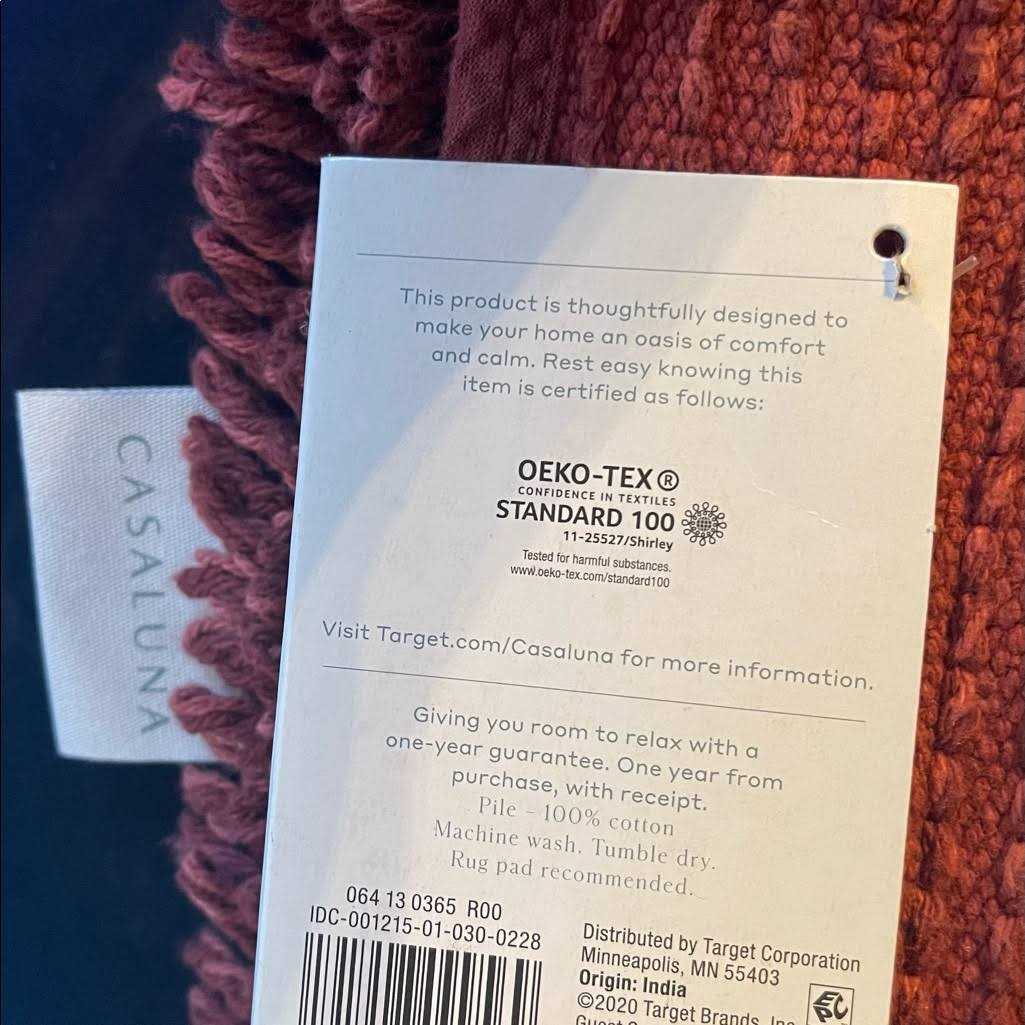 This product is thoughtfully designed to
make your home an oasis of comfort
and calm. Rest easy knowing this
item is certified as follows:
OEKO-TEX®
CONFIDENCE IN TEXTILES
STANDARD 100
11-25527/Shirley
Tested for harmful substances.
www.oeko-tex.com/standard100
CASALUNA
Visit Target.com/Casaluna for more information.
Giving you room to relax with a
one-year guarantee. One year from
purchase, with receipt.
Pile - 100% cotton
Machine wash. Tumble dry.
Rug pad recommended.
064 13 0365 R00
IDC-001215-01-030-0228
Distributed by Target Corporation
Minneapolis, MN 55403
Origin: India
©2020 Target Brands, Inc